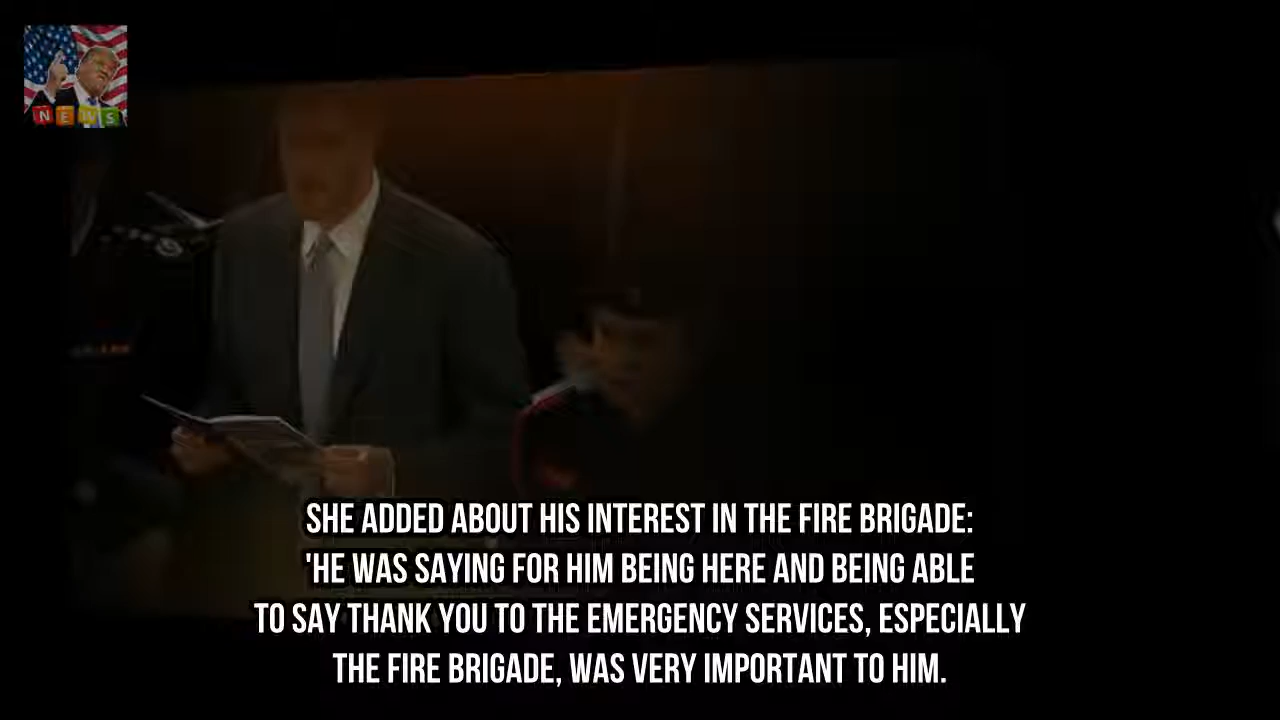 NEWS
SHE ADDED ABOUT HIS INTEREST IN THE FIRE BRIGADE:
'HE WAS SAYING FOR HIM BEING HERE AND BEING ABLE
TO SAY THANK YOU TO THE EMERGENCY SERVICES, ESPECIALLY
THE FIRE BRIGADE, WAS VERY IMPORTANT TO HIM.